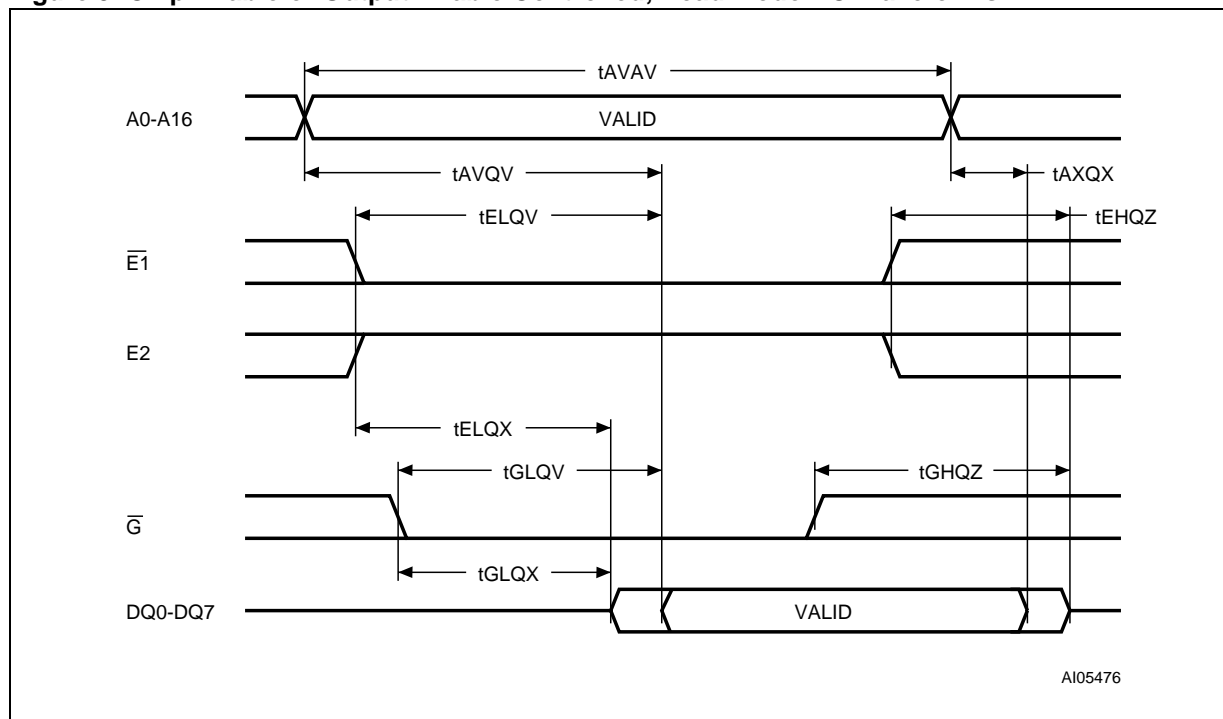 tAVAV
A0-A16
VALID
tAVQV
tAXQX
tELQV
tEHQZ
E1
E2
tELQX
tGLQV
tGHQZ
G
tGLQX
DQ0-DQ7
VALID
AI05476